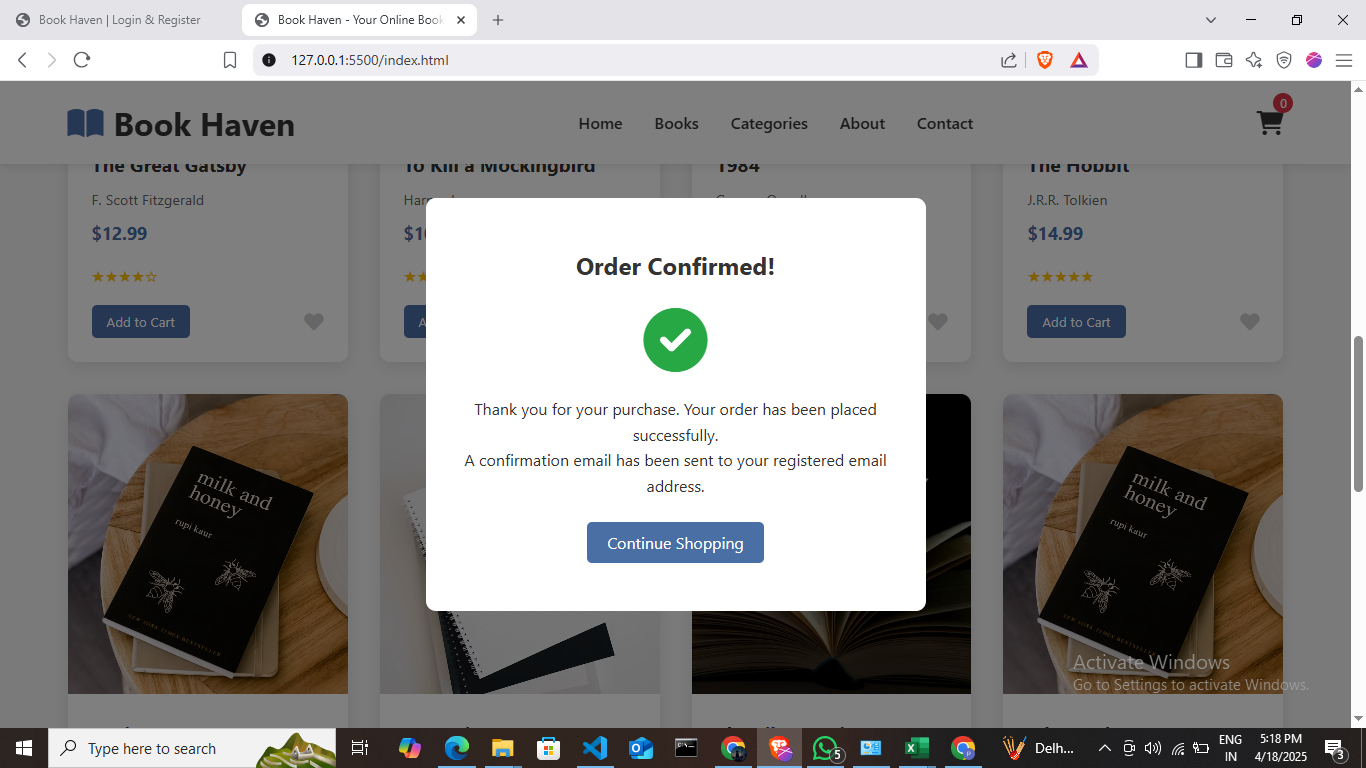 Book Haven | Login & Register
Book Haven - Your Online Book
127.0.0.1:5500/index.html
Book Haven
Home
Books
Categories
About
Contact
0
The Great Gatsby
To Kill a Mockingbird
1984
The Hobbit
F. Scott Fitzgerald
J.R.R. Tolkien
$12.99
$14.99
Add to Cart
Add to Cart
Order Confirmed!
Thank you for your purchase. Your order has been placed
successfully.
A confirmation email has been sent to your registered email
address.
Continue Shopping
milk and
honey
rupi kaur
milk and
honey
rupi kaur
Activate Windows
Go to Settings to activate Windows.
Type here to search
5
Delh...
ENG
IN
5:18 PM
4/18/2025
3